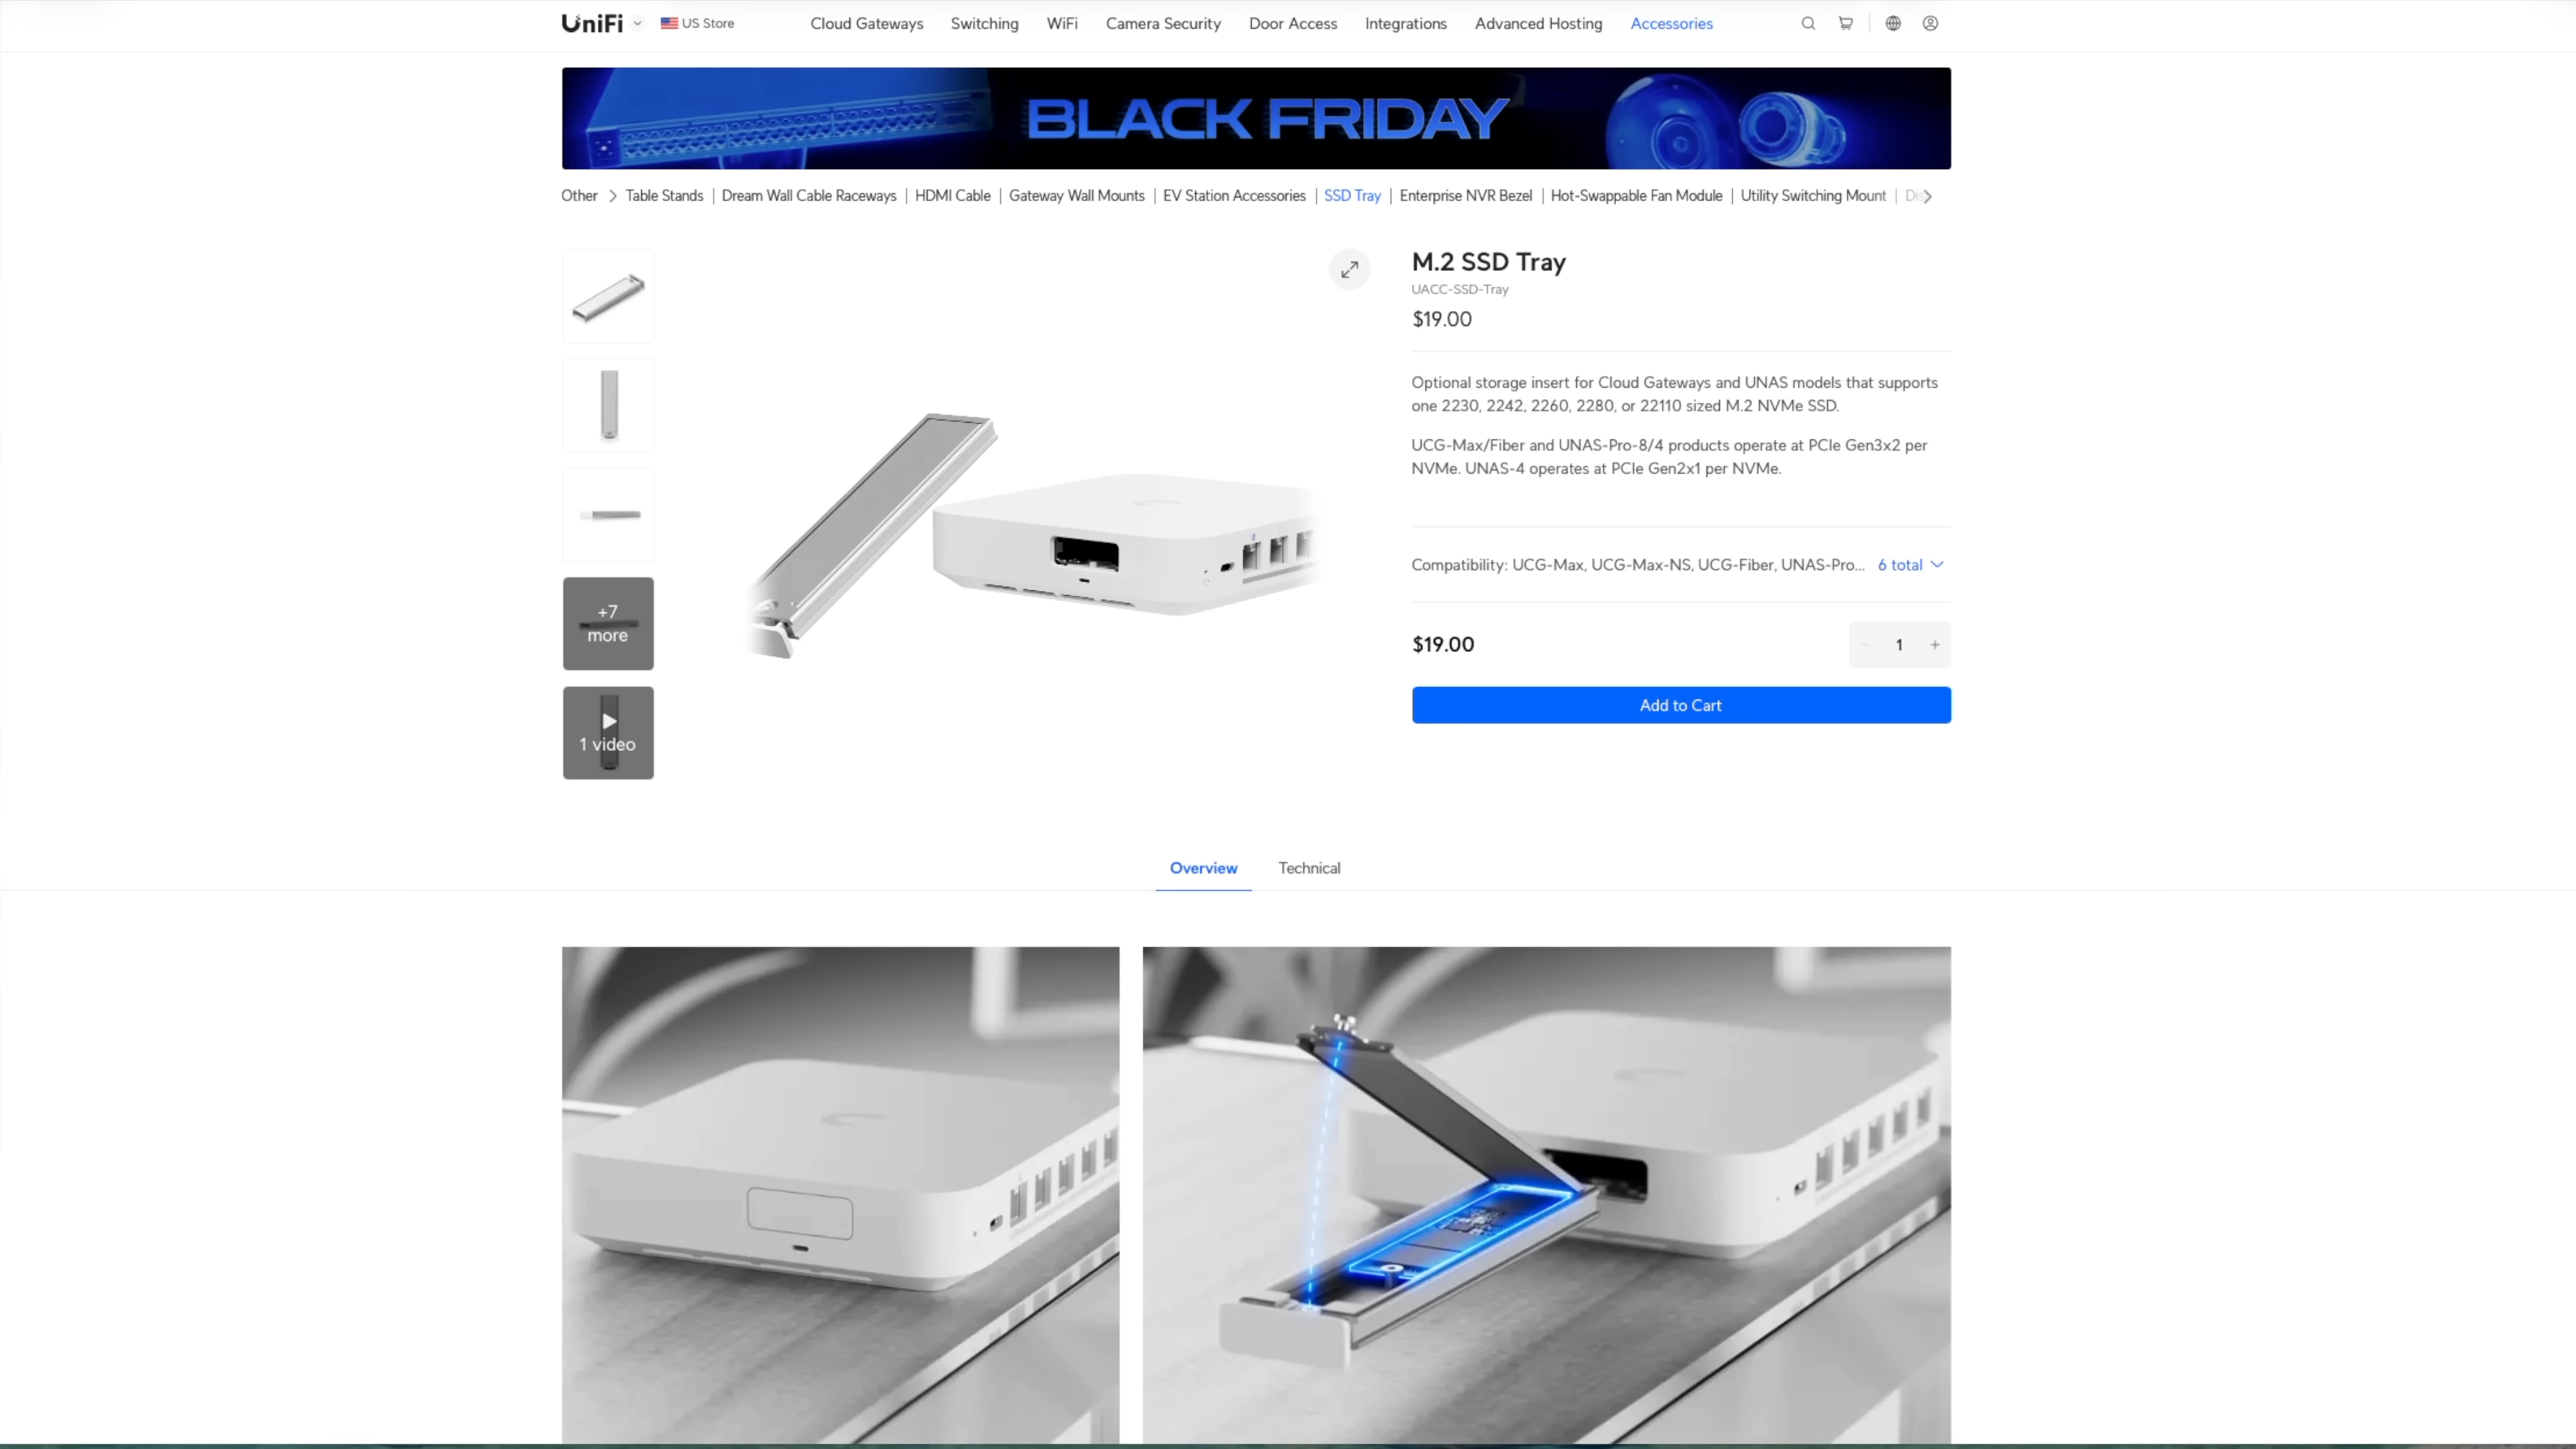 UniFi
US Store
Cloud Gateways
Switching
WiFi
Camera Security
Door Access
Integrations
Advanced Hosting
Accessories
BLACK FRIDAY
Other
Table Stands
Dream Wall Cable Raceways
HDMI Cable
Gateway Wall Mounts
EV Station Accessories
SSD Tray
Enterprise NVR Bezel
Hot-Swappable Fan Module
Utility Switching Mount
+7
more
1 video
M.2 SSD Tray
UACC-SSD-Tray
$19.00
Optional storage insert for Cloud Gateways and UNAS models that supports
one 2230, 2242, 2260, 2280, or 22110 sized M.2 NVMe SSD.
UCG-Max/Fiber and UNAS-Pro-8/4 products operate at PCIe Gen3x2 per
NVMe. UNAS-4 operates at PCIe Gen2x1 per NVMe.
Compatibility: UCG-Max, UCG-Max-NS, UCG-Fiber, UNAS-Pro... 6 total
$19.00
- 1 +
Add to Cart
Overview
Technical